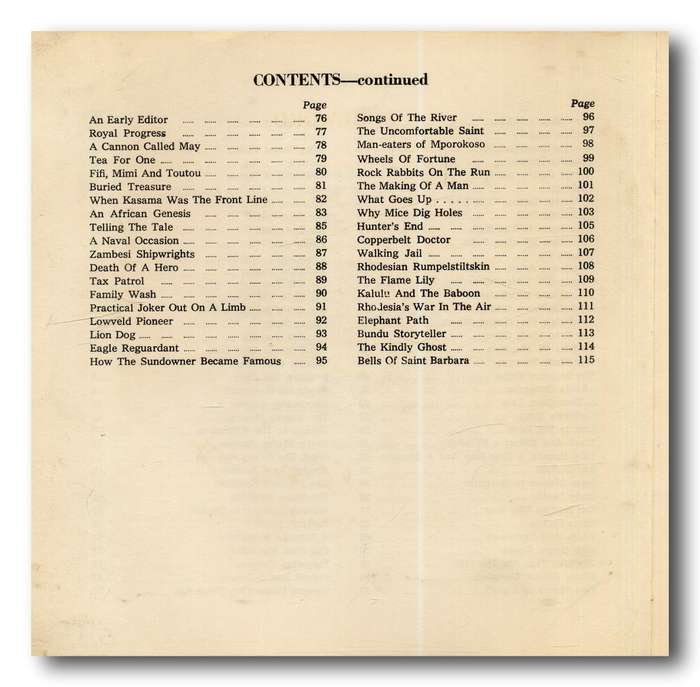 CONTENTS—continued
Page
An Early Editor ..... ..... ..... ..... ..... ..... 76
Royal Progress ..... ..... ..... ..... ..... ..... 77
A Cannon Called May ..... ..... ..... ..... ..... 78
Tea For One ..... ..... ..... ..... ..... ..... 79
Fifi, Mimi And Toutou ..... ..... ..... ..... ..... 80
Buried Treasure ..... ..... ..... ..... ..... ..... 81
When Kasama Was The Front Line ..... ..... 82
An African Genesis ..... ..... ..... ..... ..... 83
Telling The Tale ..... ..... ..... ..... ..... ..... 85
A Naval Occasion ..... ..... ..... ..... ..... ..... 86
Zambesi Shipwrights ..... ..... ..... ..... ..... 87
Death Of A Hero ..... ..... ..... ..... ..... ..... 88
Tax Patrol ..... ..... ..... ..... ..... ..... 89
Family Wash ..... ..... ..... ..... ..... ..... 90
Practical Joker Out On A Limb ..... ..... ..... 91
Lowveld Pioneer ..... ..... ..... ..... ..... ..... 92
Lion Dog ..... ..... ..... ..... ..... ..... ..... 93
Eagle Reguardant ..... ..... ..... ..... ..... ..... 94
How The Sundowner Became Famous ..... 95
Page
Songs Of The River ..... ..... ..... ..... ..... 96
The Uncomfortable Saint ..... ..... ..... ..... 97
Man-eaters of Mporokoso ..... ..... ..... ..... 98
Wheels Of Fortune ..... ..... ..... ..... ..... 99
Rock Rabbits On The Run ..... ..... ..... ..... 100
The Making Of A Man ..... ..... ..... ..... ..... 101
What Goes Up ..... ..... ..... ..... ..... 102
Why Mice Dig Holes ..... ..... ..... ..... ..... 103
Hunter's End ..... ..... ..... ..... ..... ..... 105
Copperbelt Doctor ..... ..... ..... ..... ..... 106
Walking Jail ..... ..... ..... ..... ..... ..... 107
Rhodesian Rumpelstiltskin ..... ..... ..... ..... 108
The Flame Lily ..... ..... ..... ..... ..... 109
Kalulu And The Baboon ..... ..... ..... ..... 110
Rhodesia's War In The Air ..... ..... ..... ..... 111
Elephant Path ..... ..... ..... ..... ..... 112
Bundu Storyteller ..... ..... ..... ..... ..... 113
The Kindly Ghost ..... ..... ..... ..... ..... 114
Bells Of Saint Barbara ..... ..... ..... ..... ..... 115